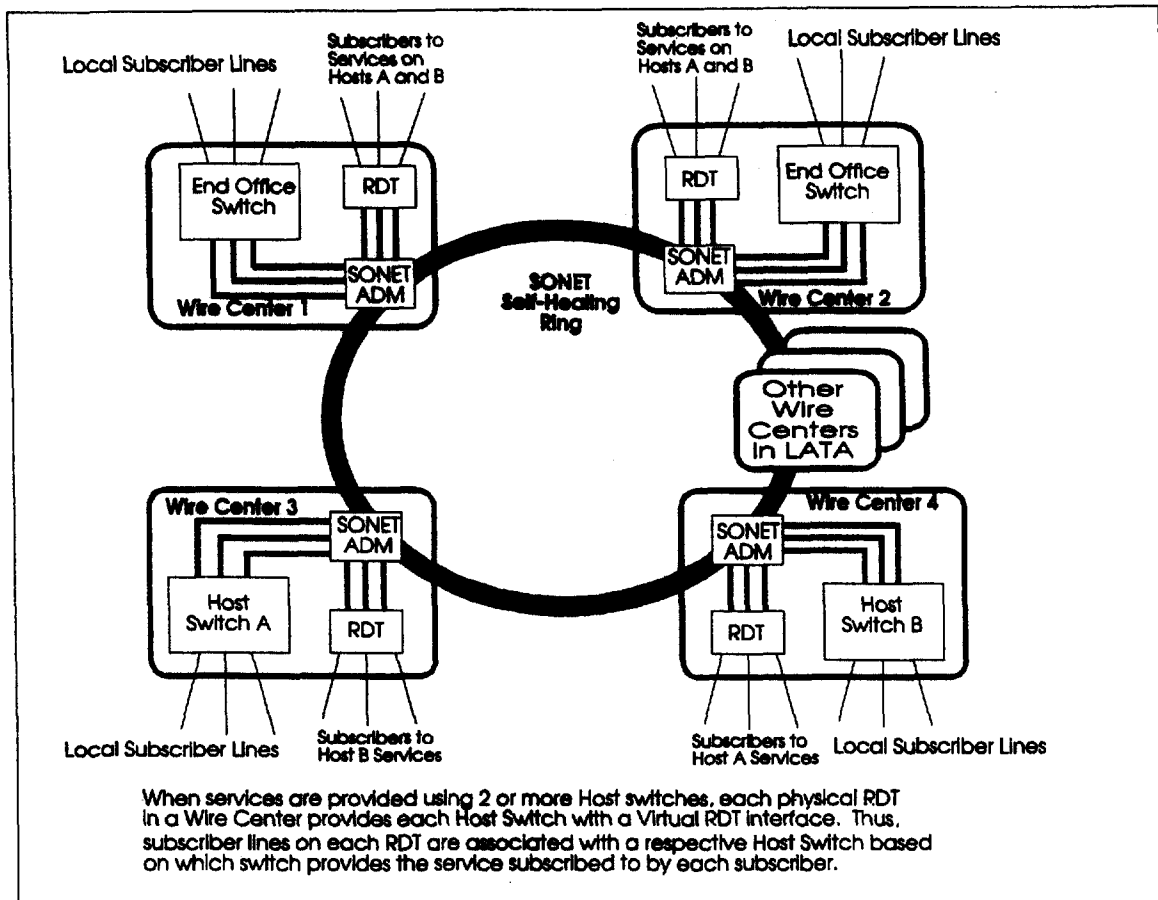 Local Subscriber Lines
Subscribers to
Services on
Hosts A and B
Subscribers to
Services on
Hosts A and B
Local Subscriber Lines
End Office
Switch
RDT
SONET
ADM
Wire Center 1
RDT
End Office
Switch
SONET
ADM
Wire Center 2
SONET
Self-Healing
Ring
Other
Wire
Centers
in LATA
Wire Center 3
SONET
ADM
Host
Switch A
RDT
Local Subscriber Lines
Subscribers to
Host B Services
Wire Center 4
SONET
ADM
RDT
Host
Switch B
Subscribers to
Host A Services
Local Subscriber Lines
When services are provided using 2 or more Host switches, each physical RDT
in a Wire Center provides each Host Switch with a Virtual RDT interface. Thus,
subscriber lines on each RDT are associated with a respective Host Switch based
on which switch provides the service subscribed to by each subscriber.